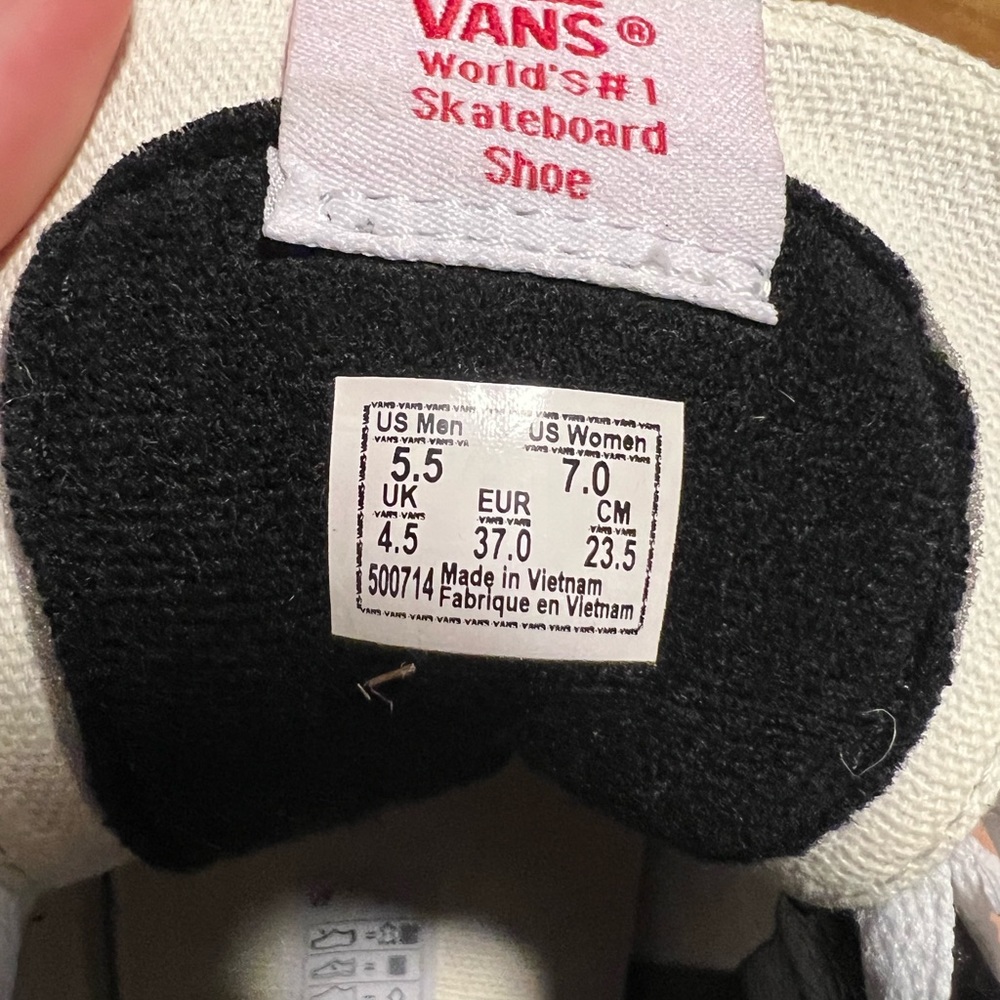 VANS®
World'S#1
Skateboard
Shoe
US Men US Women
5.5 7.0
UK EUR CM
4.5 37.0 23.5
500714 Made in Vietnam
Fabrique en Vietnam